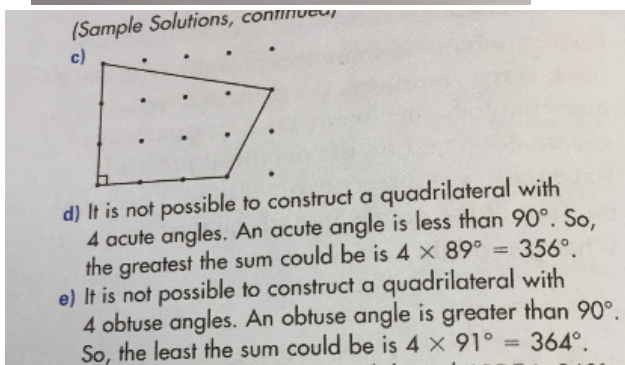 (Sample Solutions, continued)
c)
d) It is not possible to construct a quadrilateral with
4 acute angles. An acute angle is less than 90°. So,
the greatest the sum could be is 4 × 89° = 356°.
e) It is not possible to construct a quadrilateral with
4 obtuse angles. An obtuse angle is greater than 90°.
So, the least the sum could be is 4 × 91° = 364°.